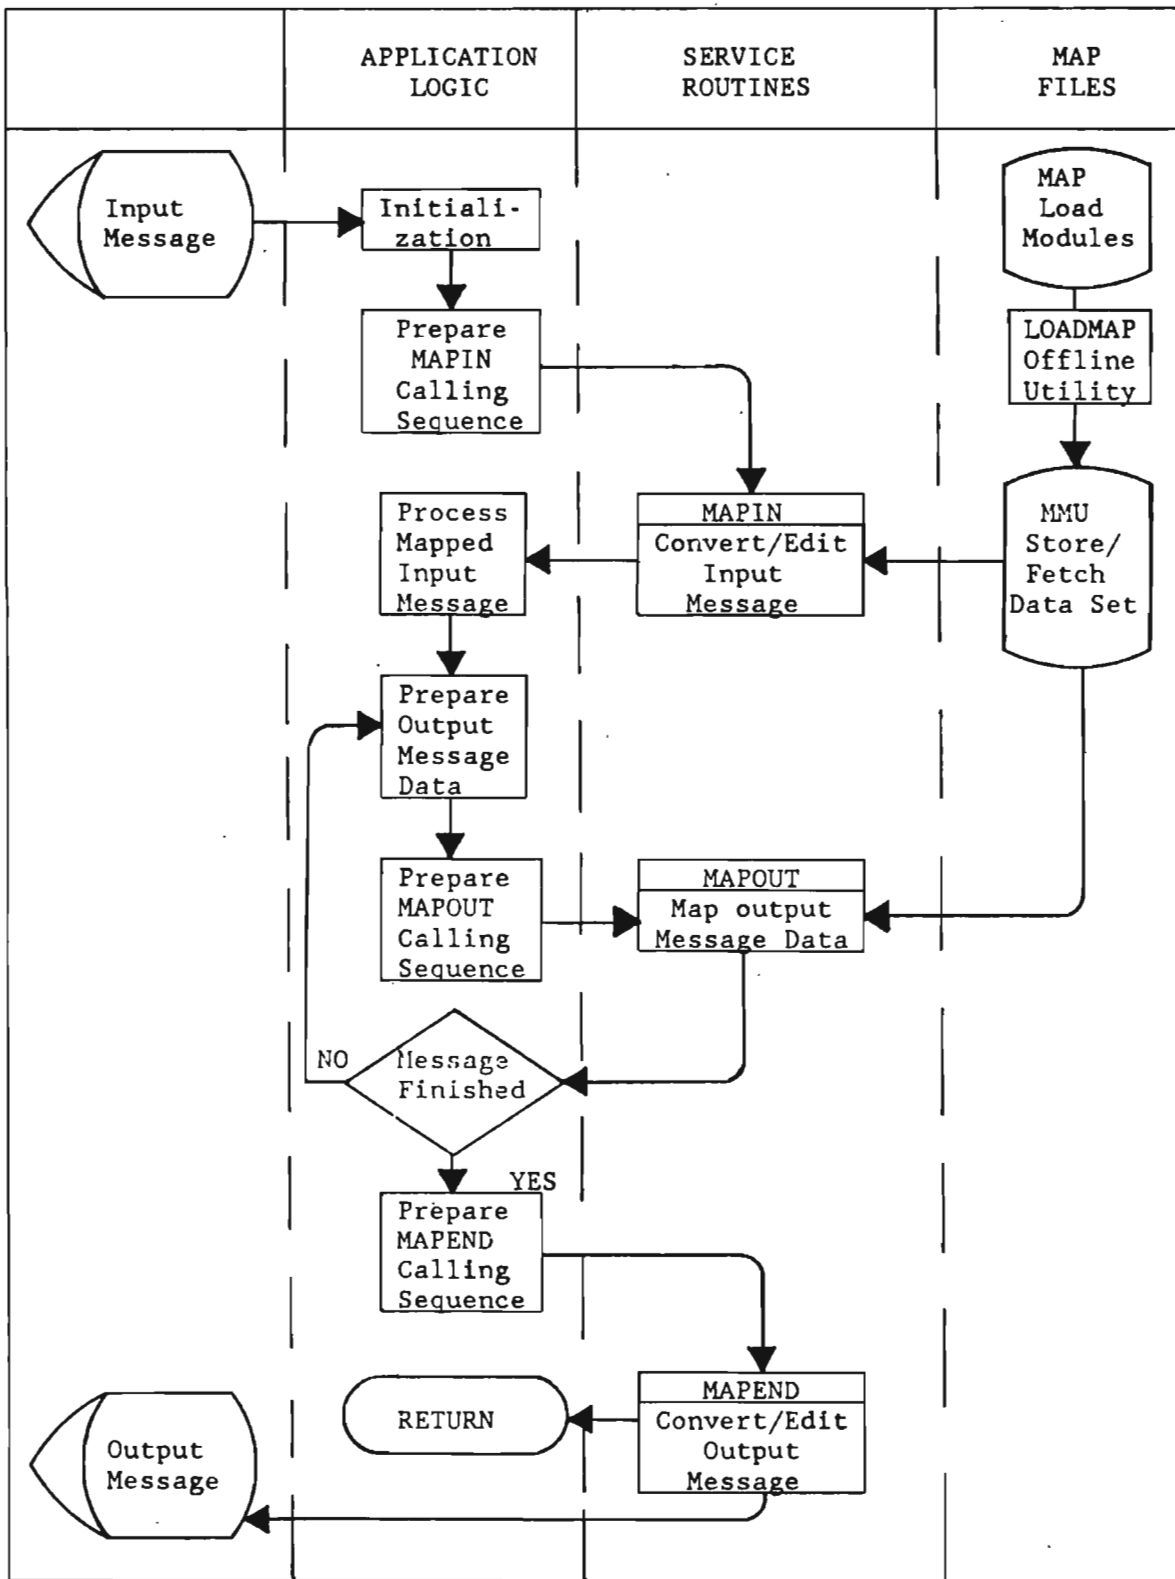 APPLICATION
LOGIC
SERVICE
ROUTINES
MAP
FILES
Input
Message
Initiali-
zation
MAP
Load
Modules
Prepare
MAPIN
Calling
Sequence
LOADMAP
Offline
Utility
Process
Mapped
Input
Message
MAPIN
Convert/Edit
Input
Message
MMU
Store/
Fetch
Data Set
Prepare
Output
Message
Data
Prepare
MAPOUT
Calling
Sequence
MAPOUT
Map output
Message Data
NO
Message
Finished
YES
Prepare
MAPEND
Calling
Sequence
RETURN
MAPEND
Convert/Edit
Output
Message
Output
Message